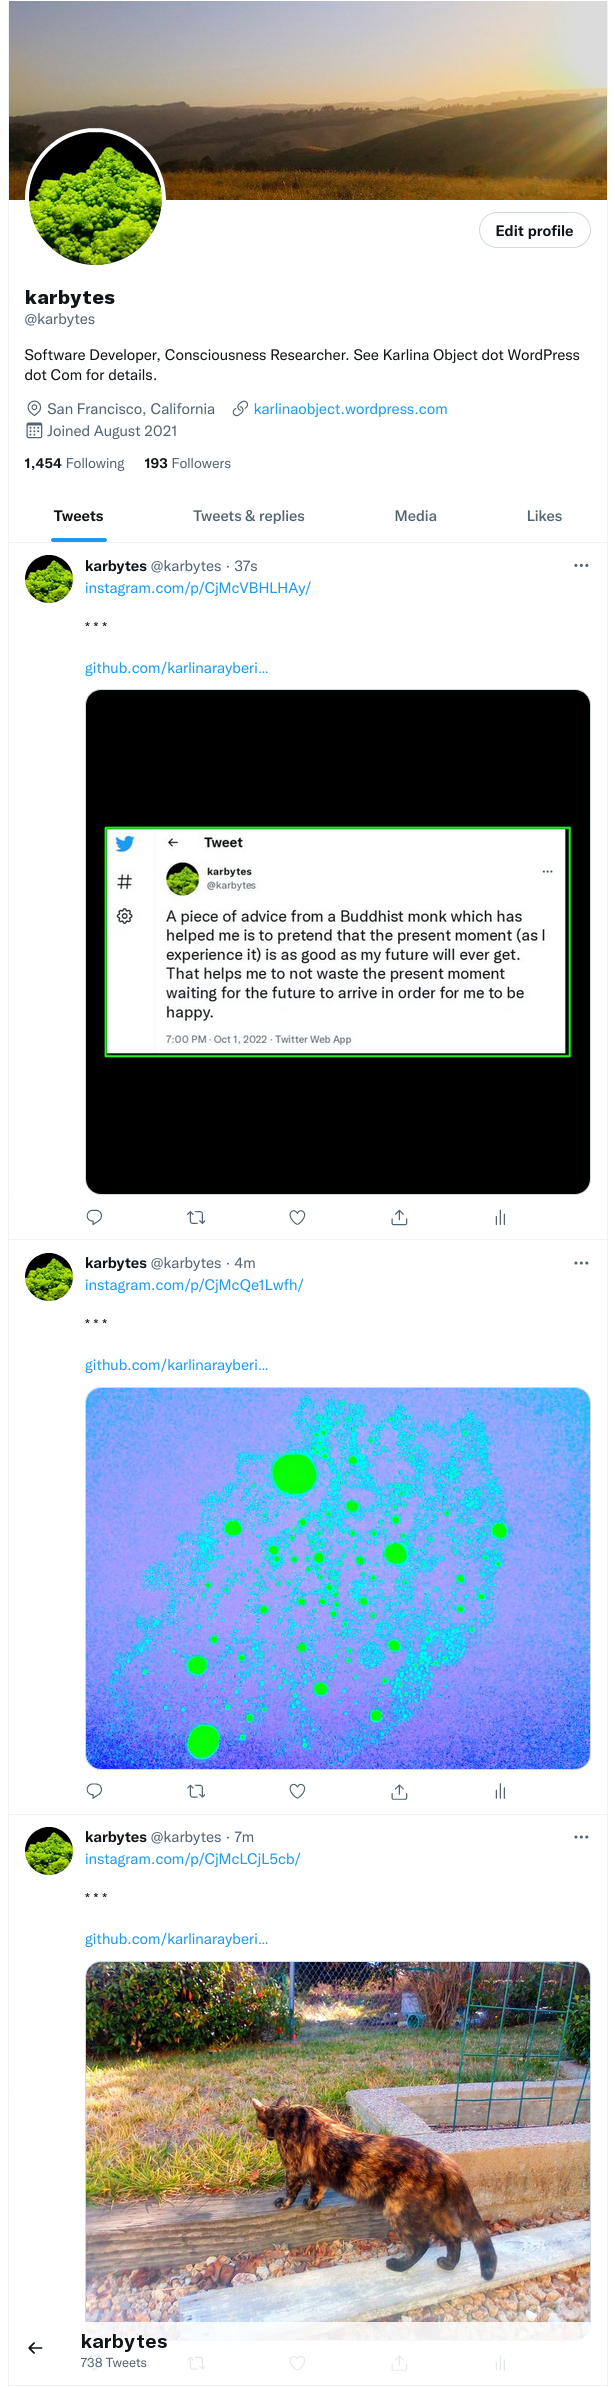 Edit profile
karbytes
@karbytes
Software Developer, Consciousness Researcher. See Karlina Object dot WordPress
dot Com for details.
San Francisco, California karlinaobject.wordpress.com
Joined August 2021
1,454 Following 193 Followers
Tweets Tweets & replies Media Likes
karbytes @karbytes · 37s
instagram.com/p/CjMcVBHLHAy/
* * *
github.com/karlinarayberi...
Tweet
karbytes
@karbytes
A piece of advice from a Buddhist monk which has
helped me is to pretend that the present moment (as I
experience it) is as good as my future will ever get.
That helps me to not waste the present moment
waiting for the future to arrive in order for me to be
happy.
7:00 PM · Oct 1, 2022 · Twitter Web App
karbytes @karbytes · 4m
instagram.com/p/CjMcQe1Lwfh/
* * *
github.com/karlinarayberi...
karbytes @karbytes · 7m
instagram.com/p/CjMcLCjL5cb/
* * *
github.com/karlinarayberi...
karbytes
738 Tweets